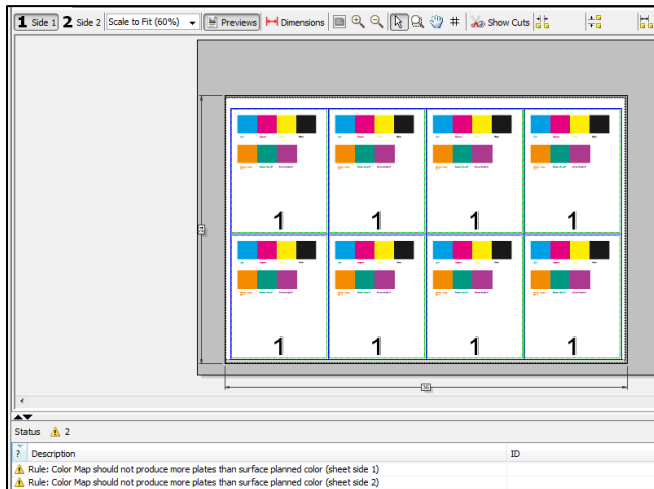 1 Side 1 2 Side 2 Scale to Fit (60%) Previews Dimensions # Show Cuts
1 1 1 1
24
1 1 1 1
Status 2
? Description ID
Rule: Color Map should not produce more plates than surface planned color (sheet side 1)
Rule: Color Map should not produce more plates than surface planned color (sheet side 2)